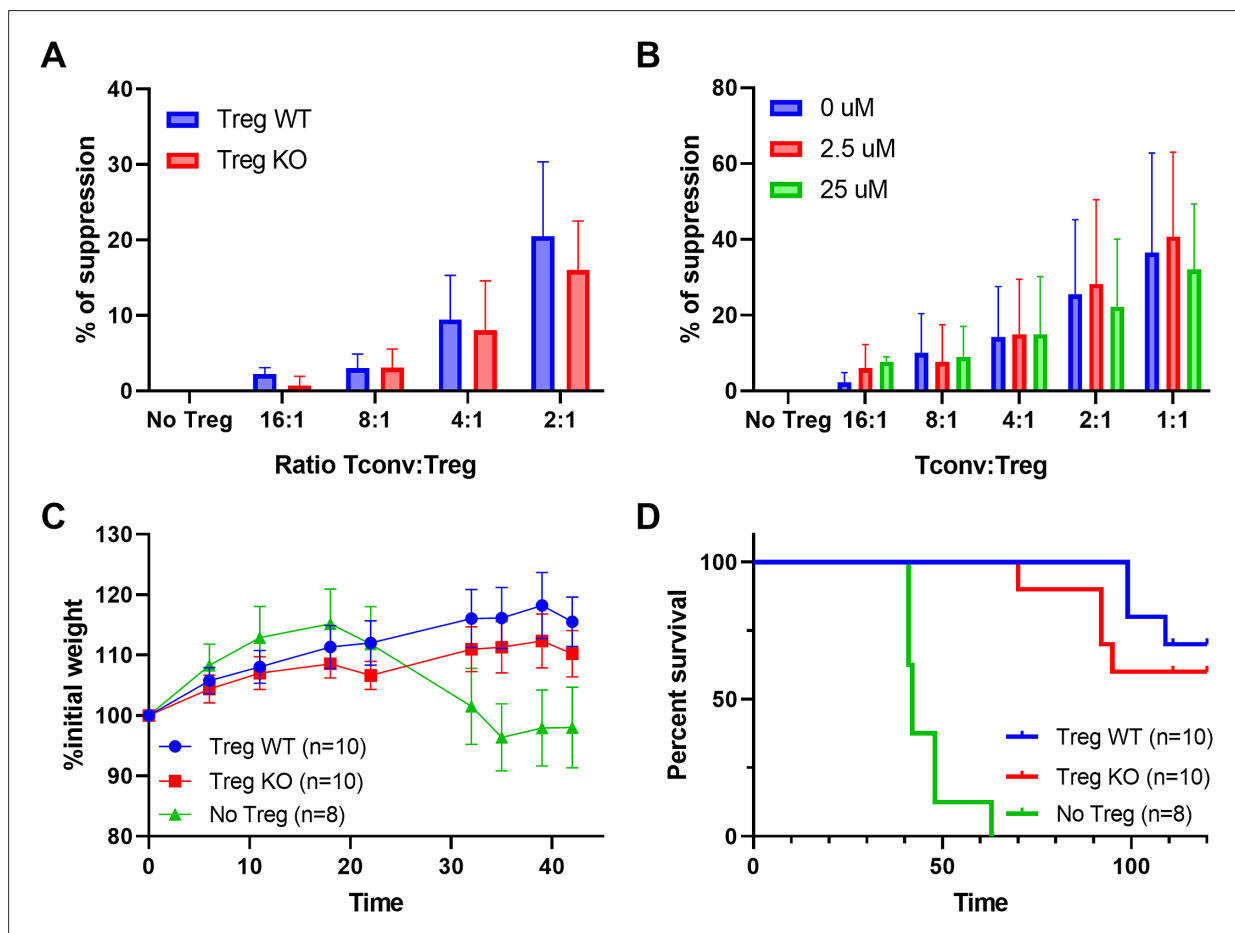 A
% of suppression
40
30
20
10
0
Treg WT
Treg KO
No Treg 16:1 8:1 4:1 2:1
Ratio Tconv:Treg
B
% of suppression
80
60
40
20
0
0 uM
2.5 uM
25 uM
No Treg 16:1 8:1 4:1 2:1 1:1
Tconv:Treg
C
%initial weight
130
120
110
100
90
80
Treg WT (n=10)
Treg KO (n=10)
No Treg (n=8)
0 10 20 30 40
Time
D
Percent survival
100
50
0
Treg WT (n=10)
Treg KO (n=10)
No Treg (n=8)
0 50 100
Time